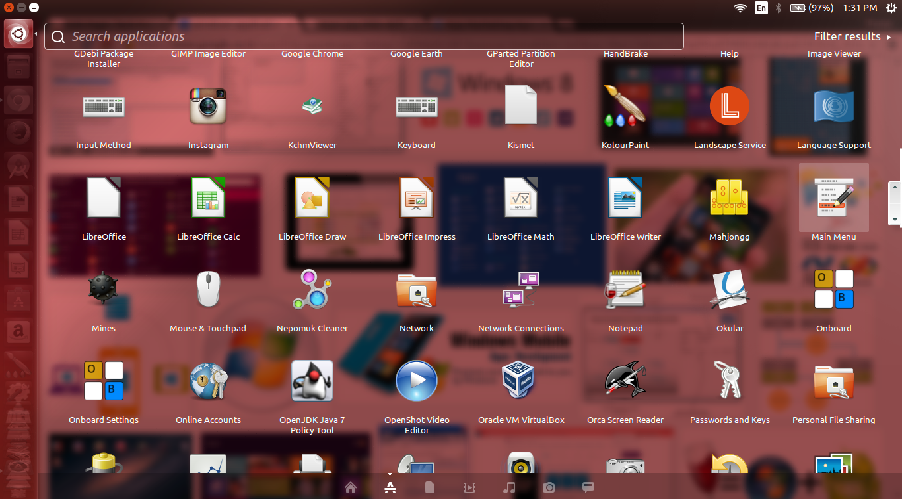 En
(97%)
1:31 PM
Search applications
Filter results
GDebi Package
Installer
GIMP Image Editor
Google Chrome
Google Earth
GParted Partition
Editor
HandBrake
Help
Image Viewer
Windows 8
Input Method
Instagram
KchmViewer
Keyboard
Kismet
KolourPaint
L
Landscape Service
Language Support
LibreOffice
LibreOffice Calc
LibreOffice Draw
LibreOffice Impress
LibreOffice Math
LibreOffice Writer
Mahjongg
Main Menu
Mines
Mouse & Touchpad
Nepomuk Cleaner
Network
Network Connections
Notepad
Okular
O
B
Onboard
Windows Mobile
O
B
Onboard Settings
Online Accounts
OpenJDK Java 7
Policy Tool
OpenShot Video
Editor
Oracle VM VirtualBox
Orca Screen Reader
Passwords and Keys
Personal File Sharing